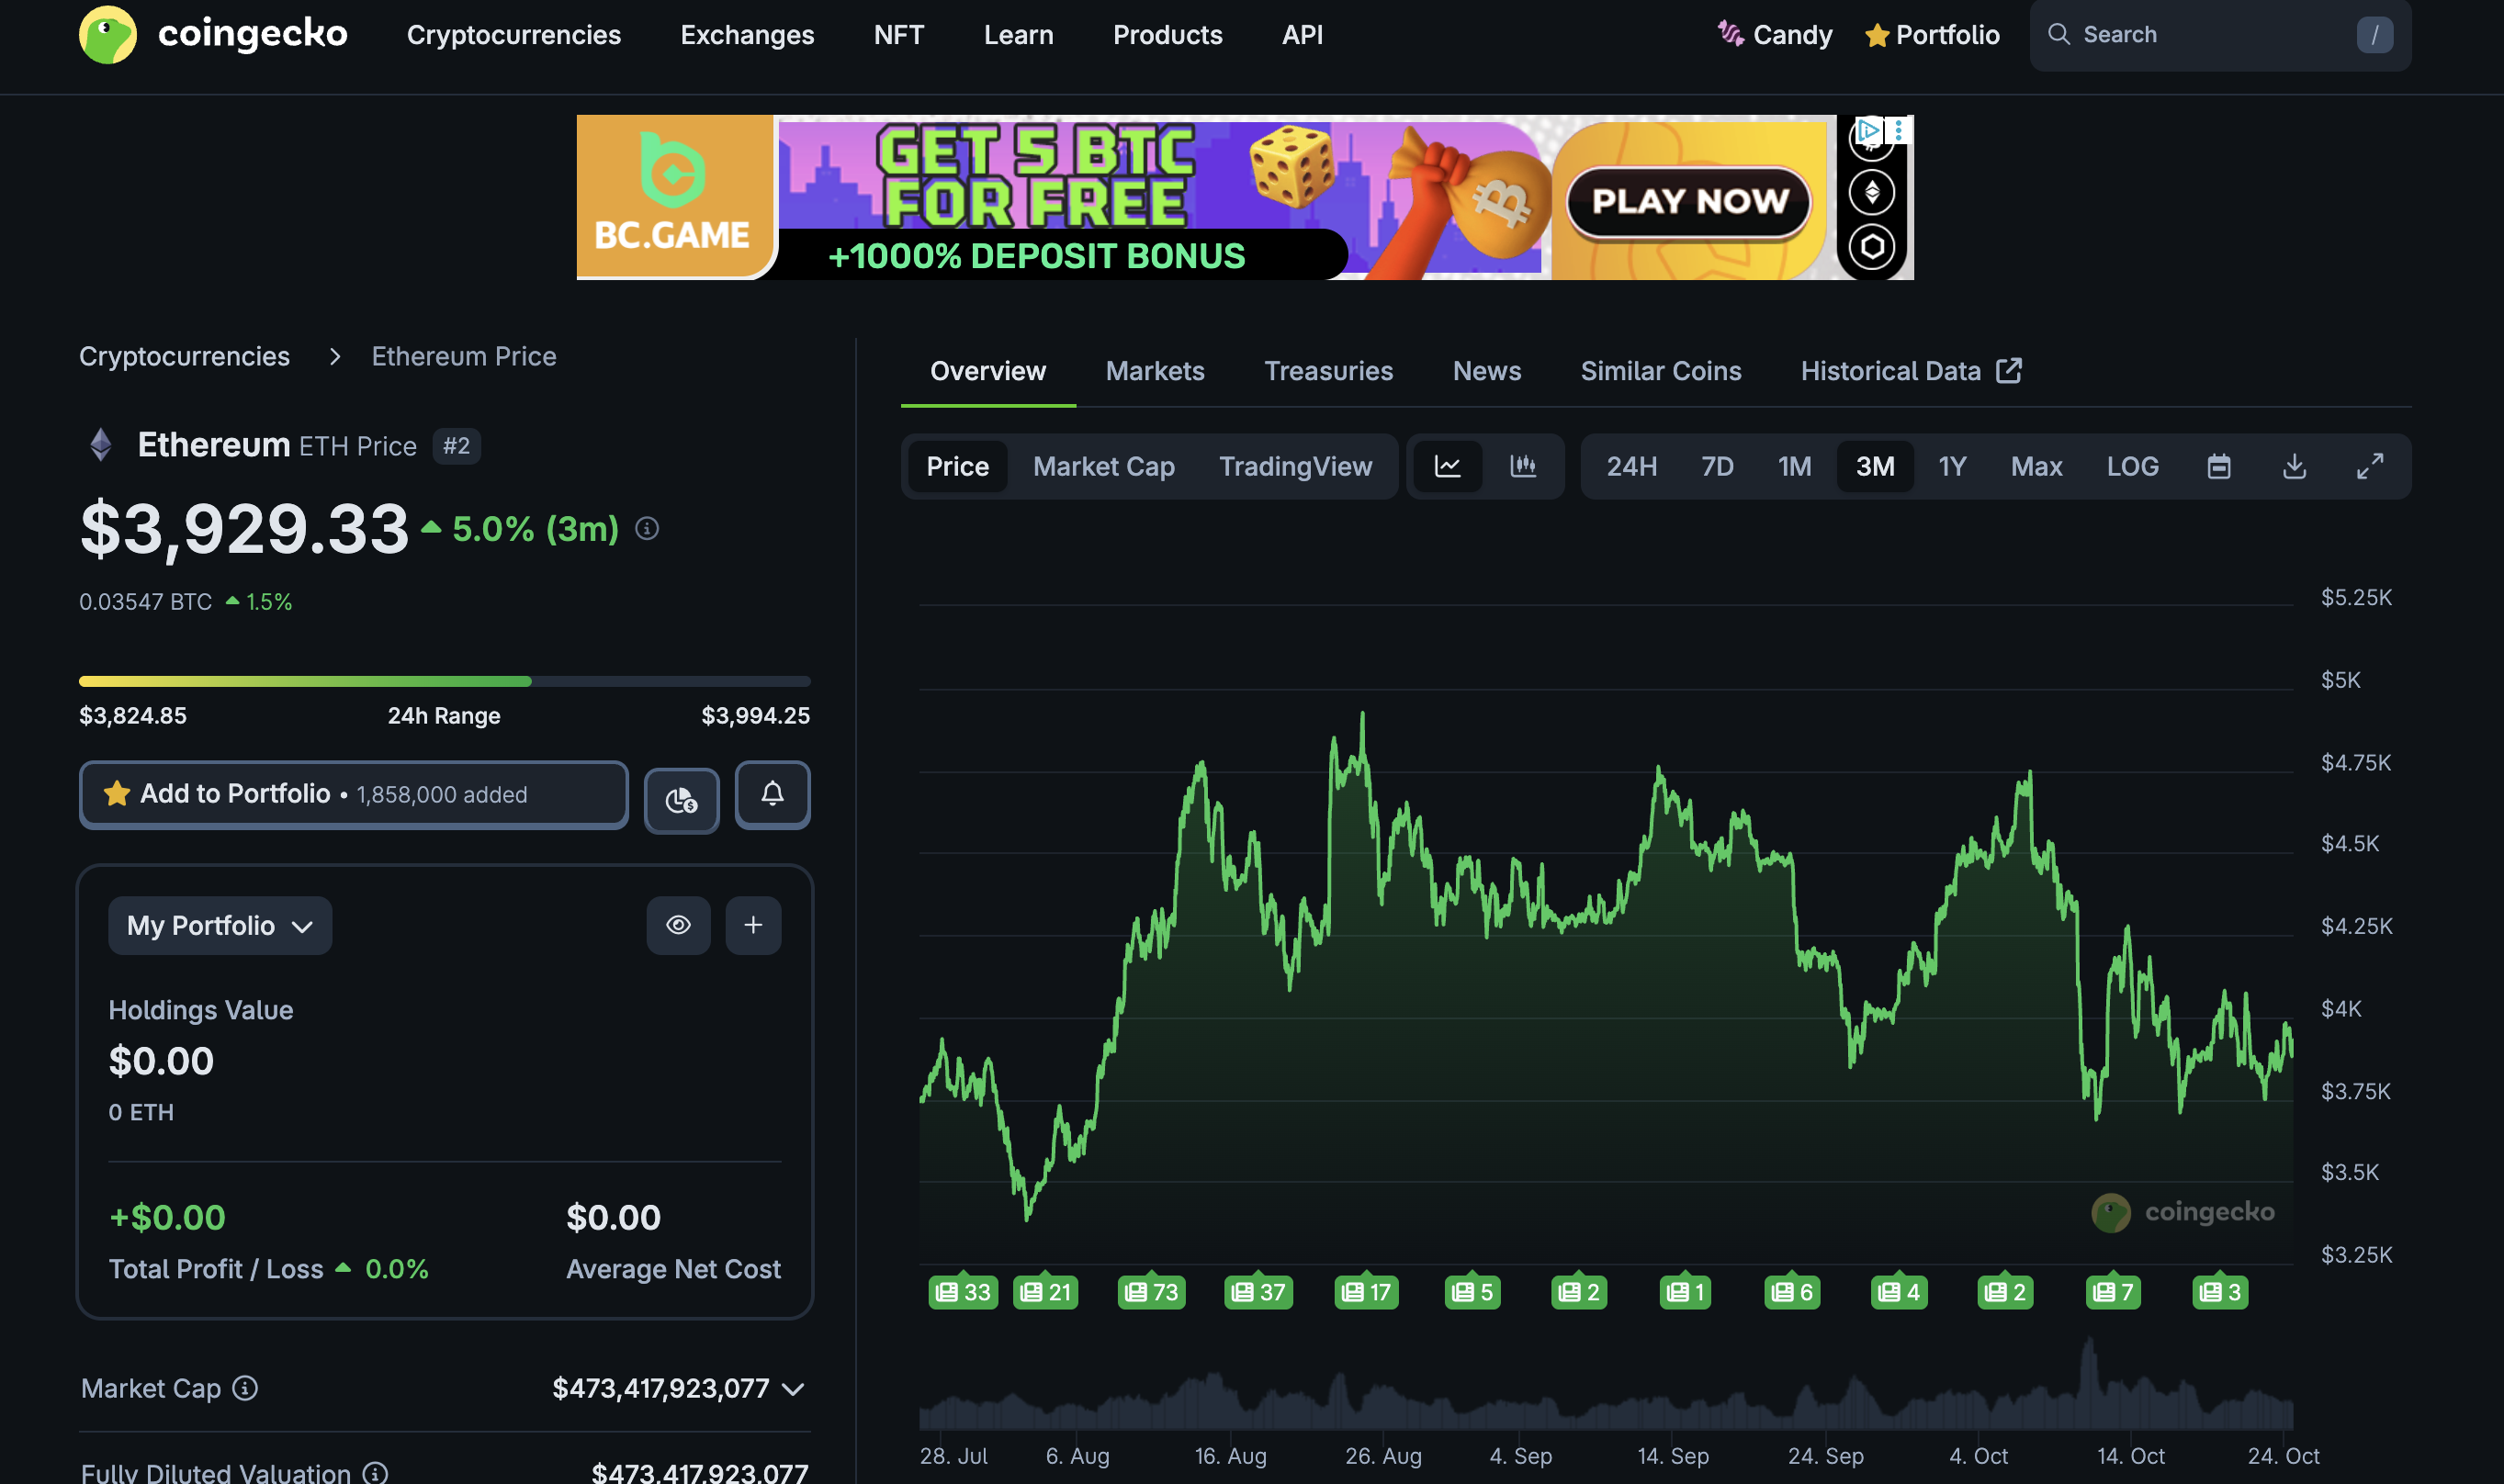 coingecko Cryptocurrencies Exchanges NFT Learn Products API Candy Portfolio Search /
BC.GAME
GET 5 BTC
FOR FREE
+1000% DEPOSIT BONUS
PLAY NOW
Cryptocurrencies > Ethereum Price
Ethereum ETH Price #2
$3,929.33 5.0% (3m)
0.03547 BTC 1.5%
$3,824.85 24h Range $3,994.25
Add to Portfolio • 1,858,000 added
My Portfolio
Holdings Value
$0.00
0 ETH
+$0.00 $0.00
Total Profit / Loss 0.0% Average Net Cost
Market Cap $473,417,923,077
Fully Diluted Valuation $473,417,923,077
Overview Markets Treasuries News Similar Coins Historical Data
Price Market Cap TradingView 24H 7D 1M 3M 1Y Max LOG
$5.25K
$5K
$4.75K
$4.5K
$4.25K
$4K
$3.75K
$3.5K
coingecko
$3.25K
33 21 73 37 17 5 2 1 6 4 2 7 3
28. Jul 6. Aug 16. Aug 26. Aug 4. Sep 14. Sep 24. Sep 4. Oct 14. Oct 24. Oct